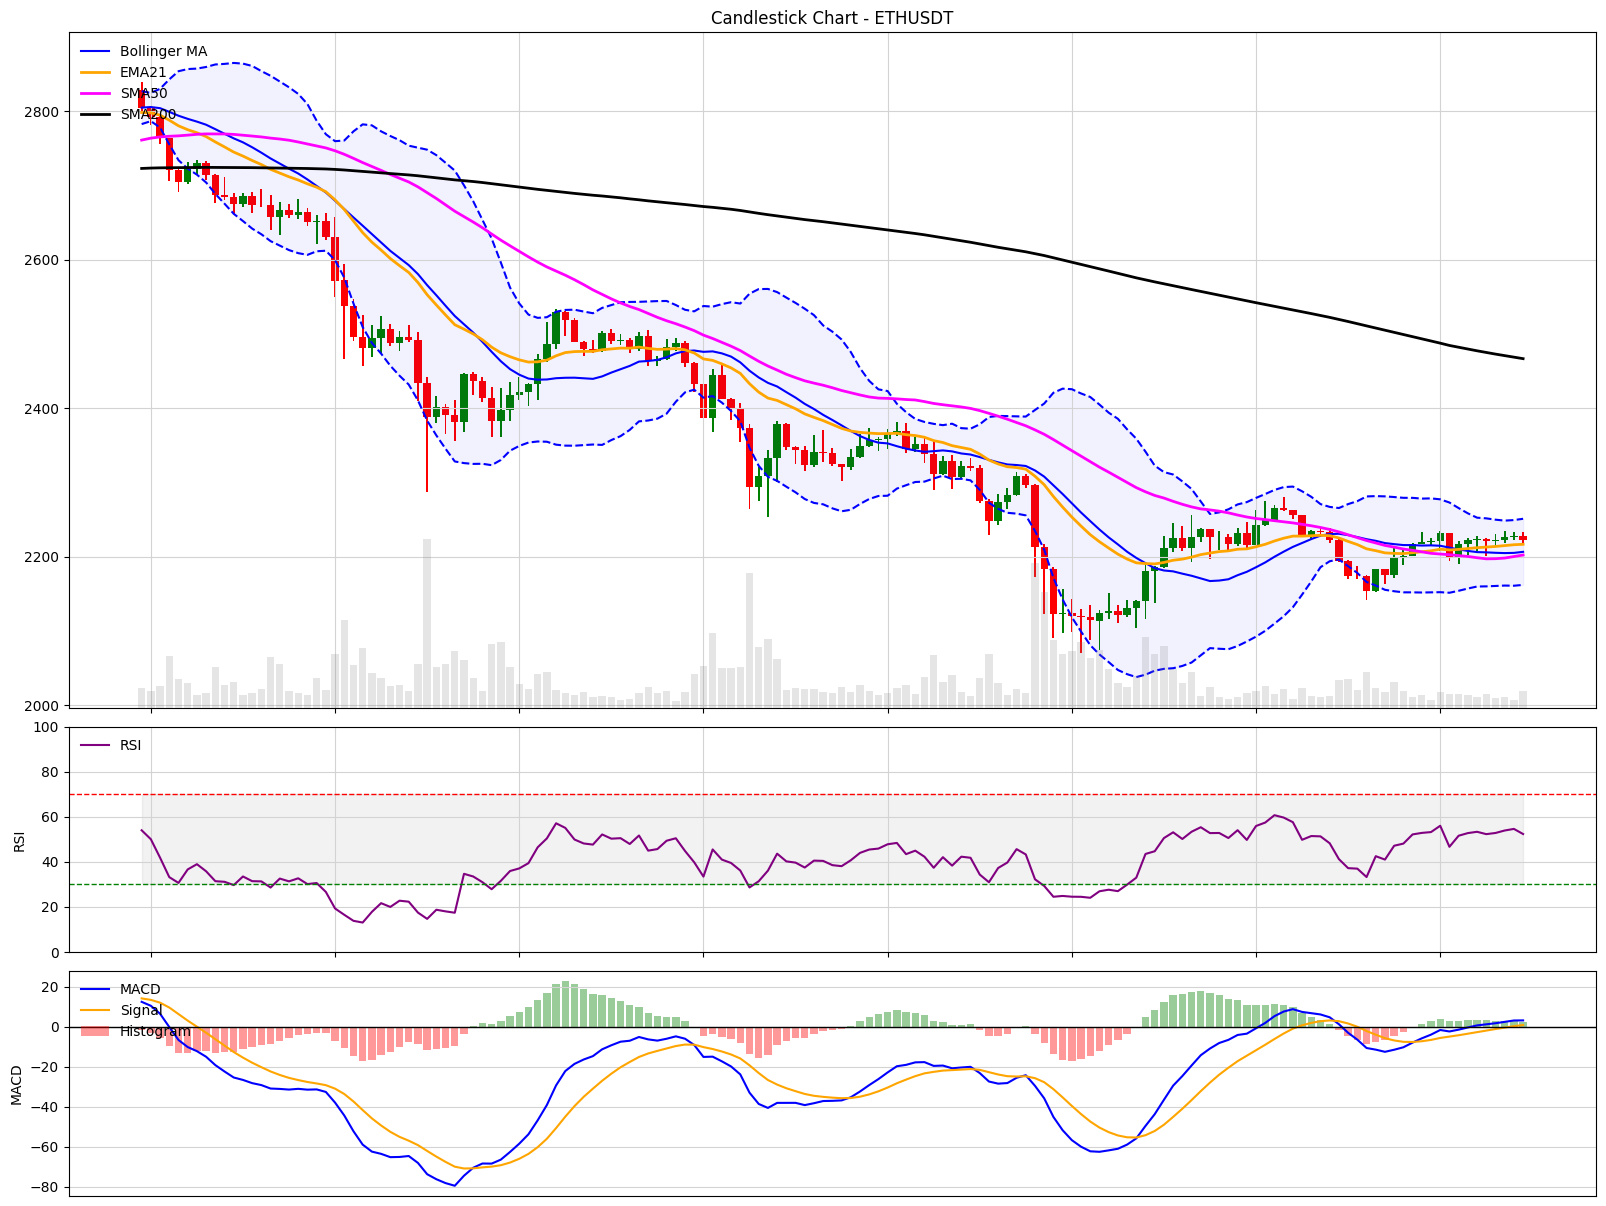 Candlestick Chart - ETHUSDT
Bollinger MA
EMA21
SMA50
SMA200
2800
2600
2400
2200
2000
100
80
60
40
20
0
RSI
RSI
20
0
−20
−40
−60
−80
MACD
MACD
Signal
Histogram